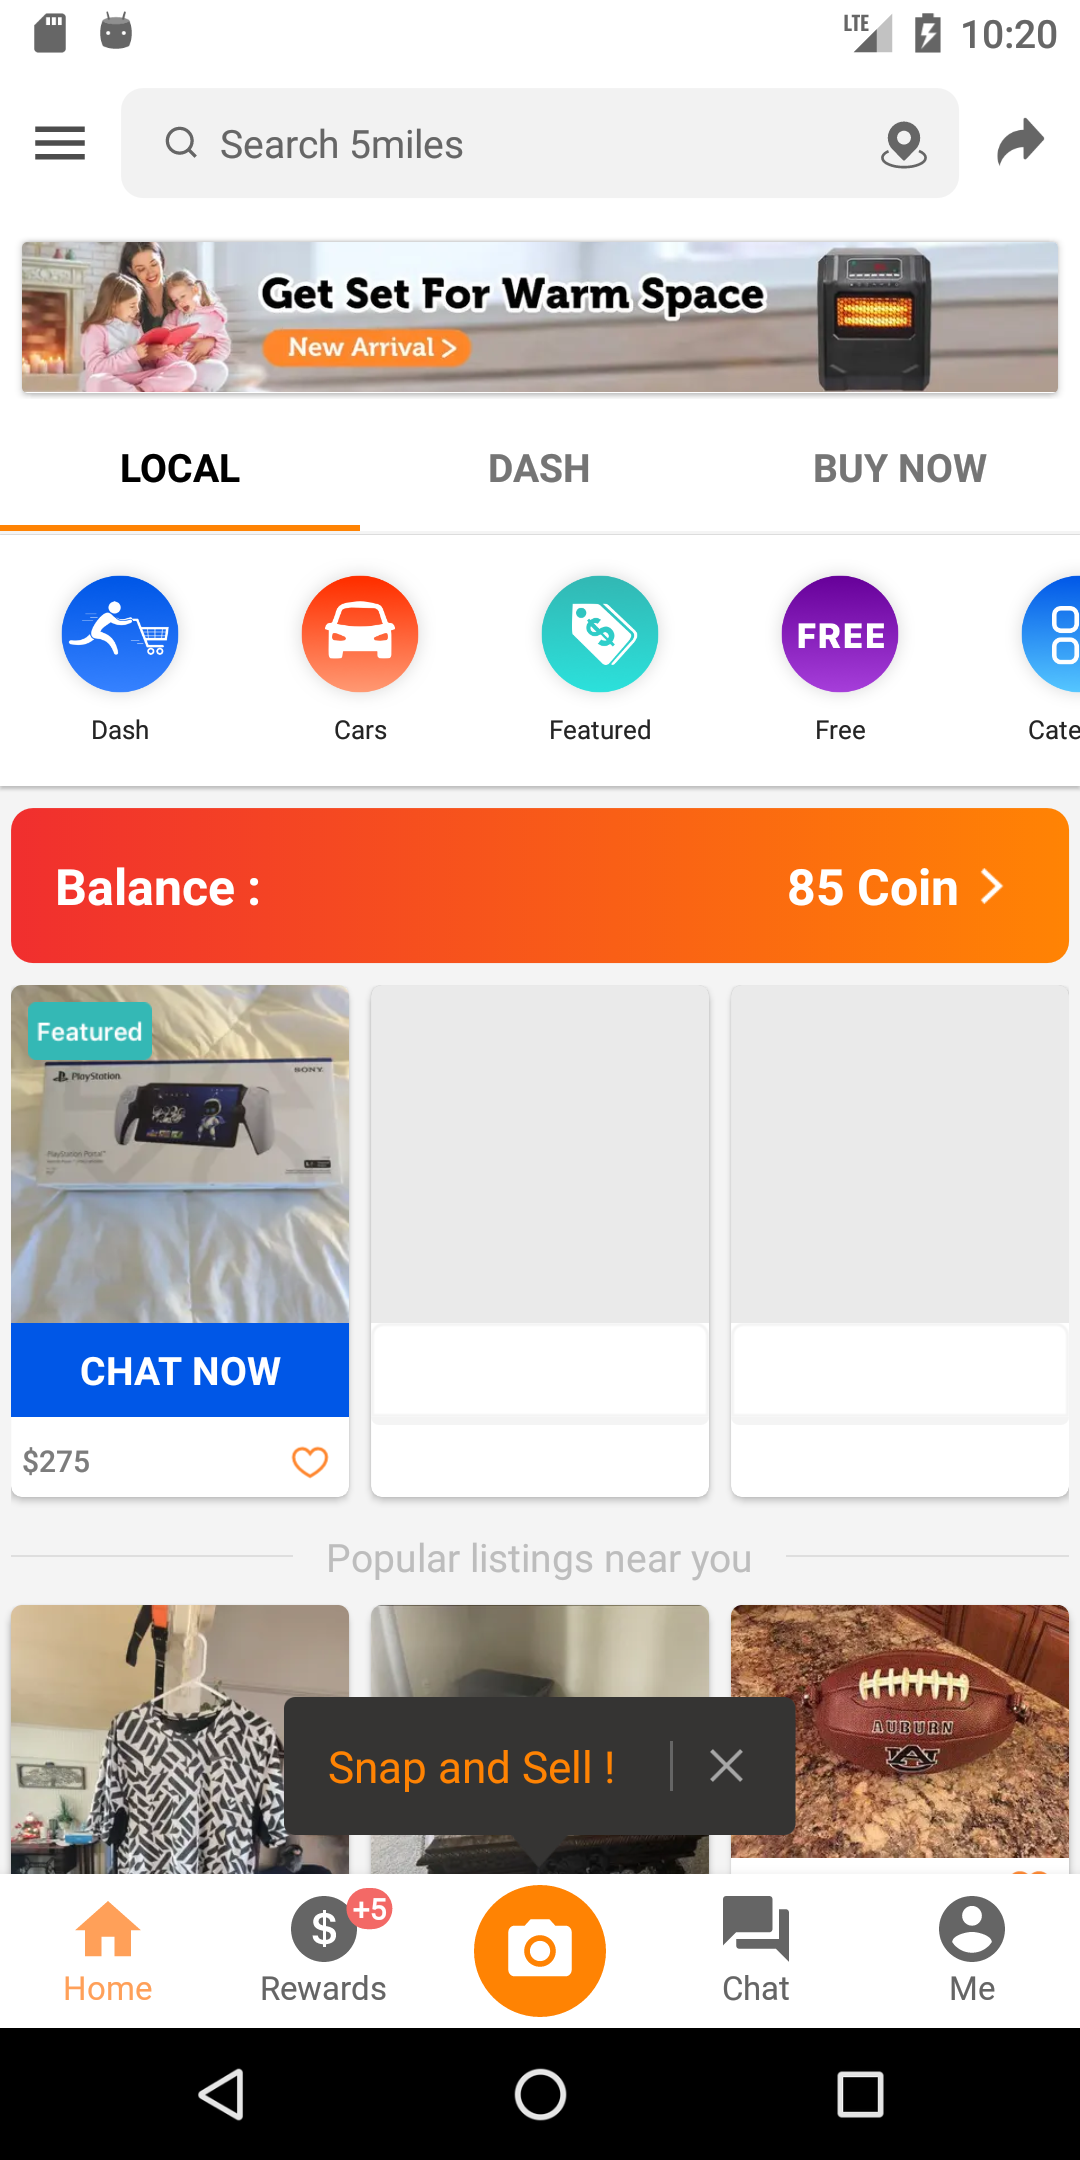 LTE 10:20
Search 5miles
Get Set For Warm Space
New Arrival >
LOCAL DASH BUY NOW
FREE
Dash Cars Featured Free Cate
Balance : 85 Coin
Featured
PlayStation SONY
PlayStation Portal
CHAT NOW
$275
Popular listings near you
AUBURN
Snap and Sell !
+5
Home Rewards Chat Me